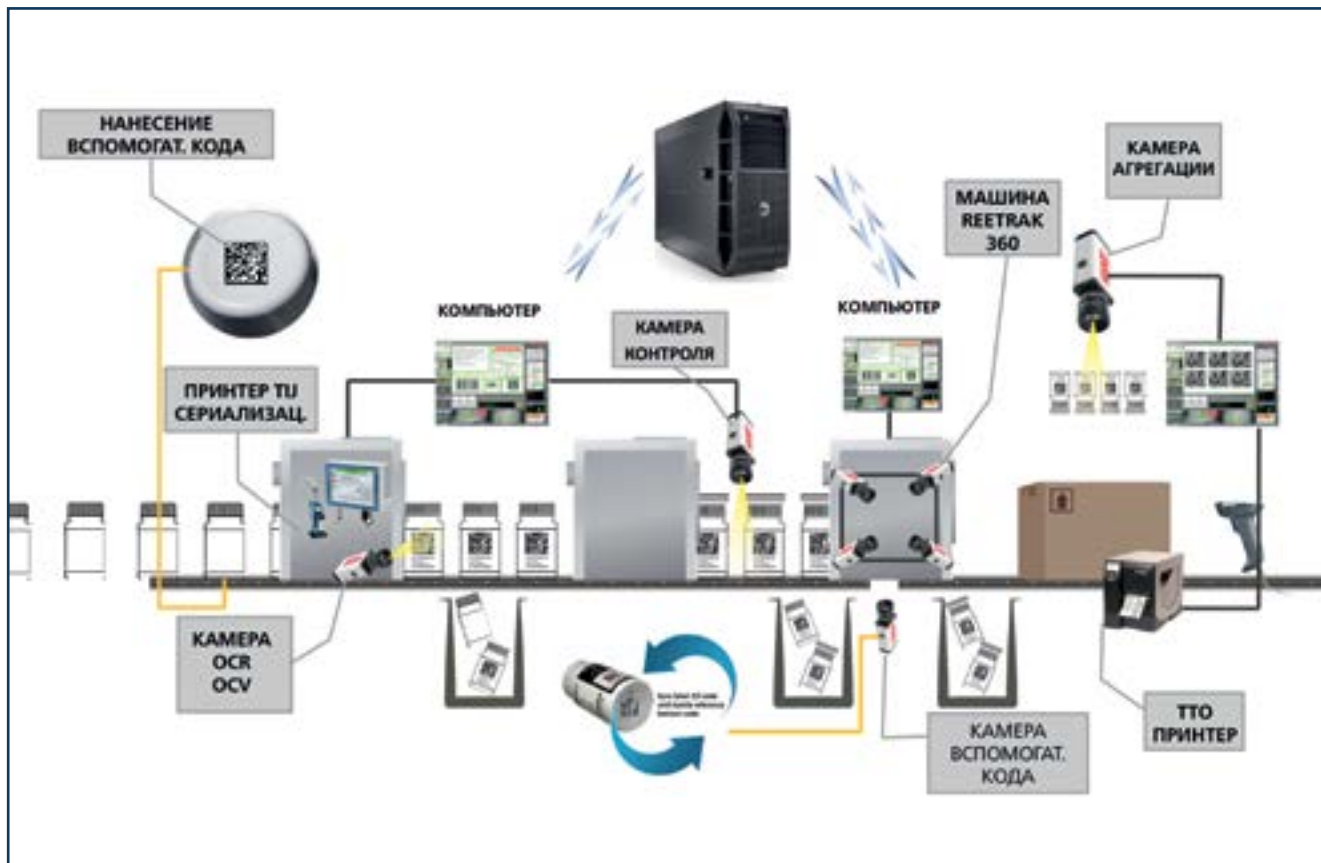 НАНЕСЕНИЕ
ВСПОМОГАТ. КОДА
КАМЕРА
АГРЕГАЦИИ
МАШИНА
REETRAK
360
КОМПЬЮТЕР
КОМПЬЮТЕР
КАМЕРА
КОНТРОЛЯ
ПРИНТЕР TIJ
СЕРИАЛИЗАЦ.
КАМЕРА
OCR
OCV
КАМЕРА
ВСПОМОГАТ.
КОДА
ТТО
ПРИНТЕР